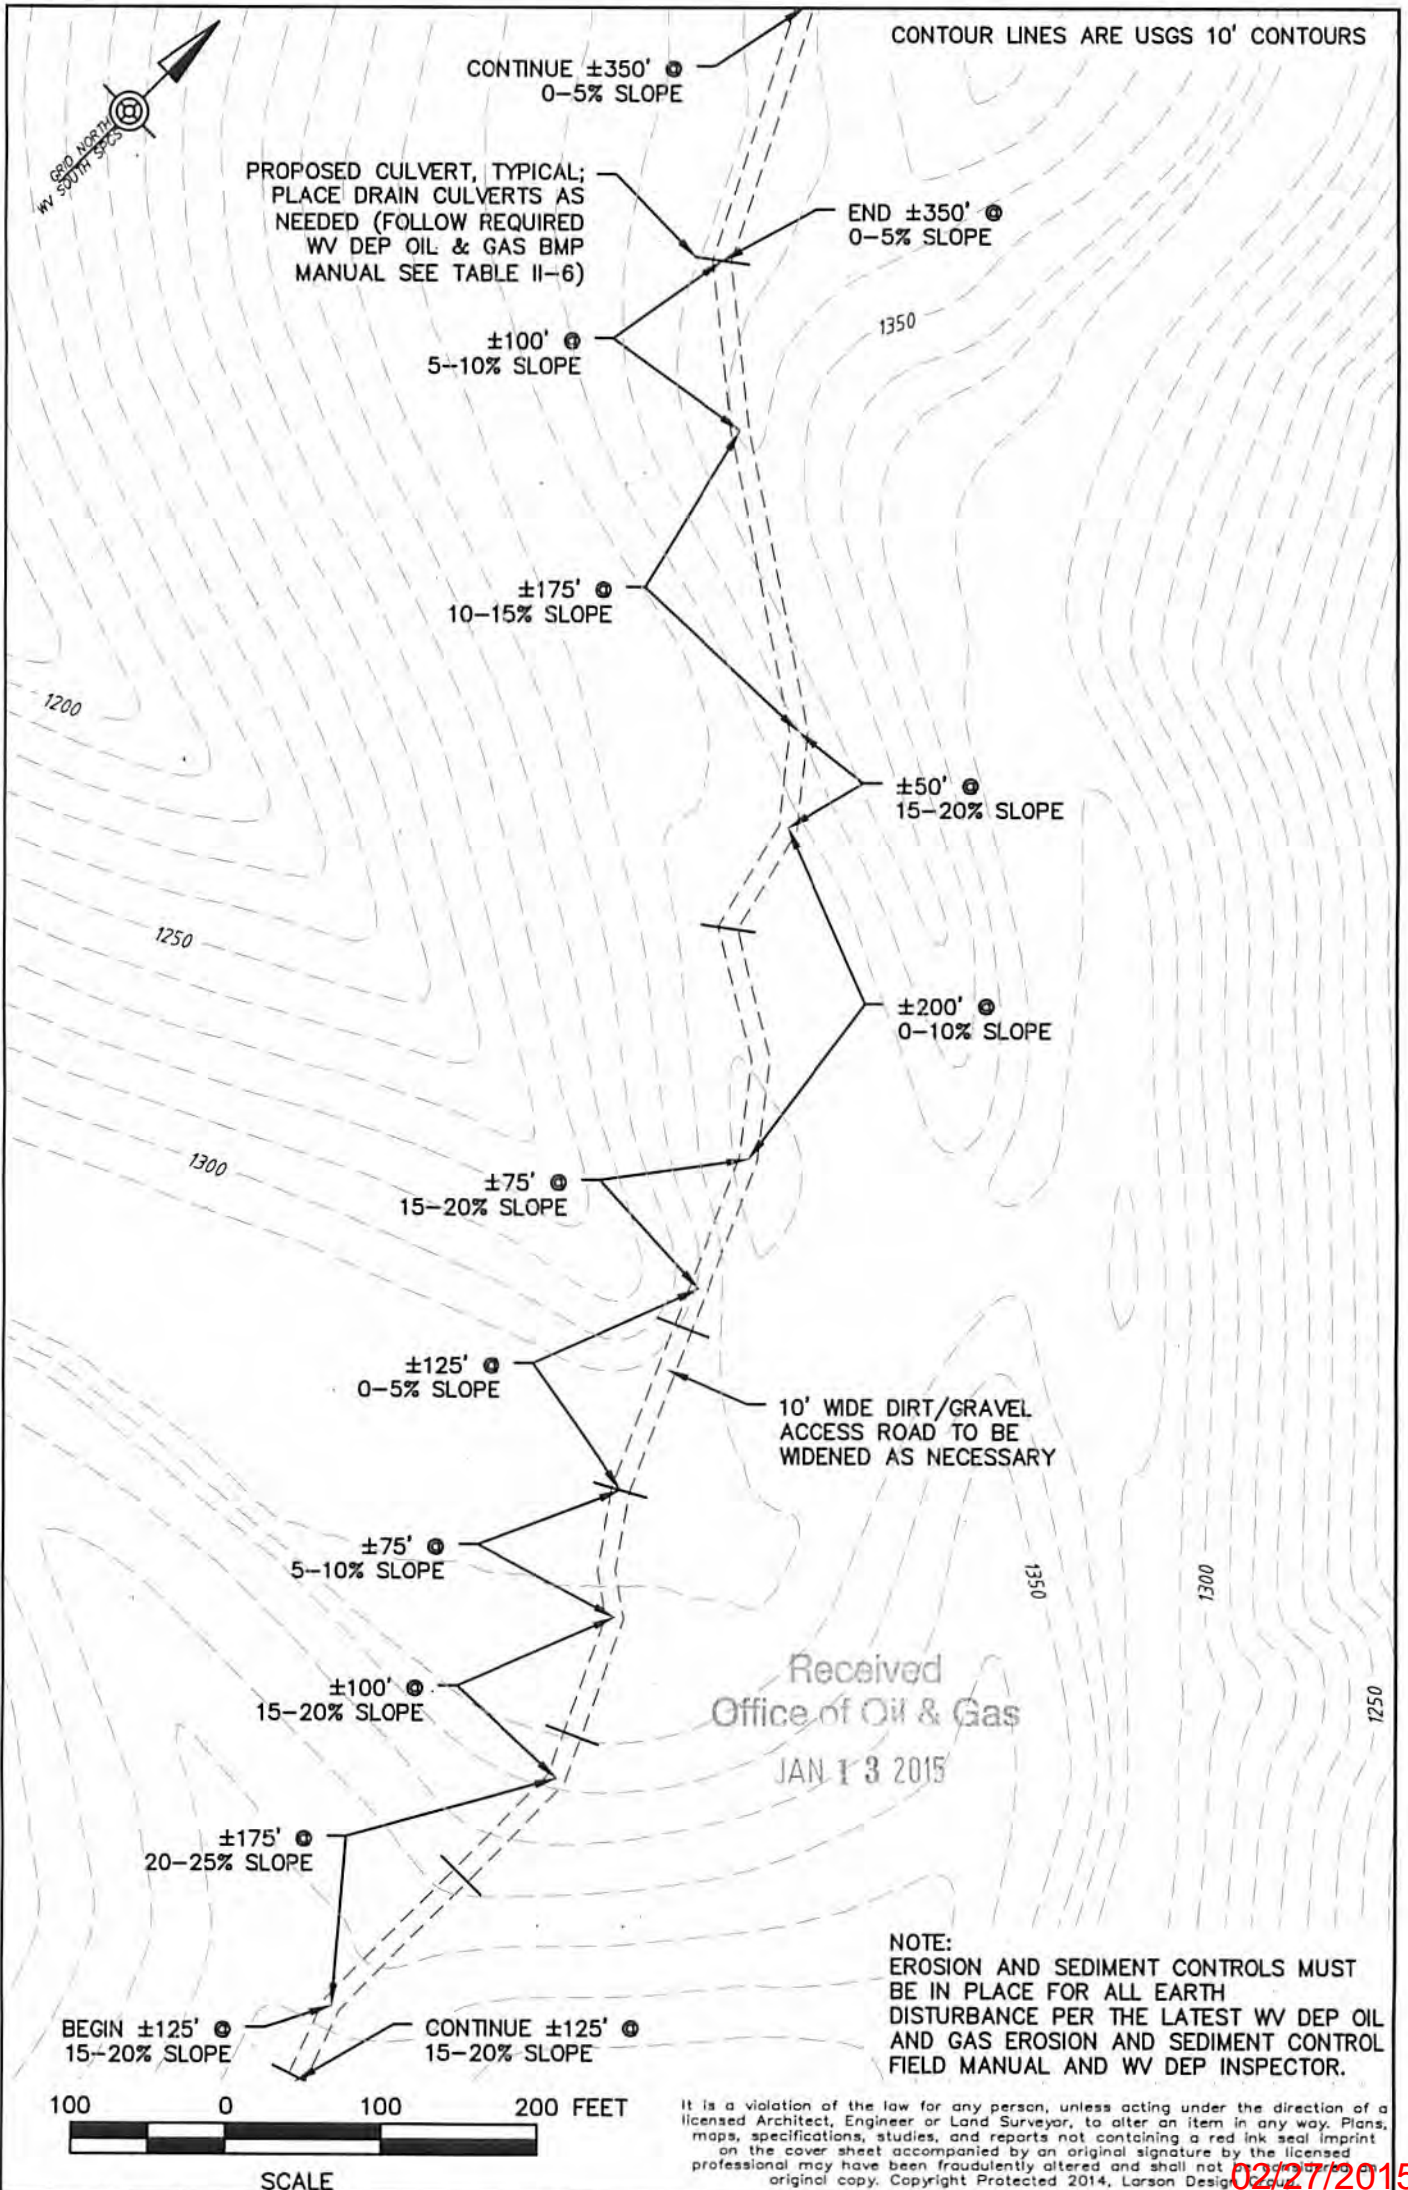 CONTOUR LINES ARE USGS 10' CONTOURS
CONTINUE ±350' @
0-5% SLOPE
GRID NORTH
WV SOUTH SPCS
PROPOSED CULVERT, TYPICAL;
PLACE DRAIN CULVERTS AS
NEEDED (FOLLOW REQUIRED
WV DEP OIL & GAS BMP
MANUAL SEE TABLE II-6)
END ±350' @
0-5% SLOPE
1350
±100' @
5-10% SLOPE
±175' @
10-15% SLOPE
1200
±50' @
15-20% SLOPE
1250
±200' @
0-10% SLOPE
1300
±75' @
15-20% SLOPE
±125' @
0-5% SLOPE
10' WIDE DIRT/GRAVEL
ACCESS ROAD TO BE
WIDENED AS NECESSARY
±75' @
5-10% SLOPE
1350
1300
±100' @
15-20% SLOPE
Received
Office of Oil & Gas
JAN 13 2015
1250
±175' @
20-25% SLOPE
NOTE:
EROSION AND SEDIMENT CONTROLS MUST
BE IN PLACE FOR ALL EARTH
DISTURBANCE PER THE LATEST WV DEP OIL
AND GAS EROSION AND SEDIMENT CONTROL
FIELD MANUAL AND WV DEP INSPECTOR.
BEGIN ±125' @
15-20% SLOPE
CONTINUE ±125' @
15-20% SLOPE
100 0 100 200 FEET
SCALE
It is a violation of the law for any person, unless acting under the direction of a
licensed Architect, Engineer or Land Surveyor, to alter an item in any way. Plans,
maps, specifications, studies, and reports not containing a red ink seal imprint
on the cover sheet accompanied by an original signature by the licensed
professional may have been fraudulently altered and shall not be considered an
original copy. Copyright Protected 2014, Larson Design Group.
02/27/2015